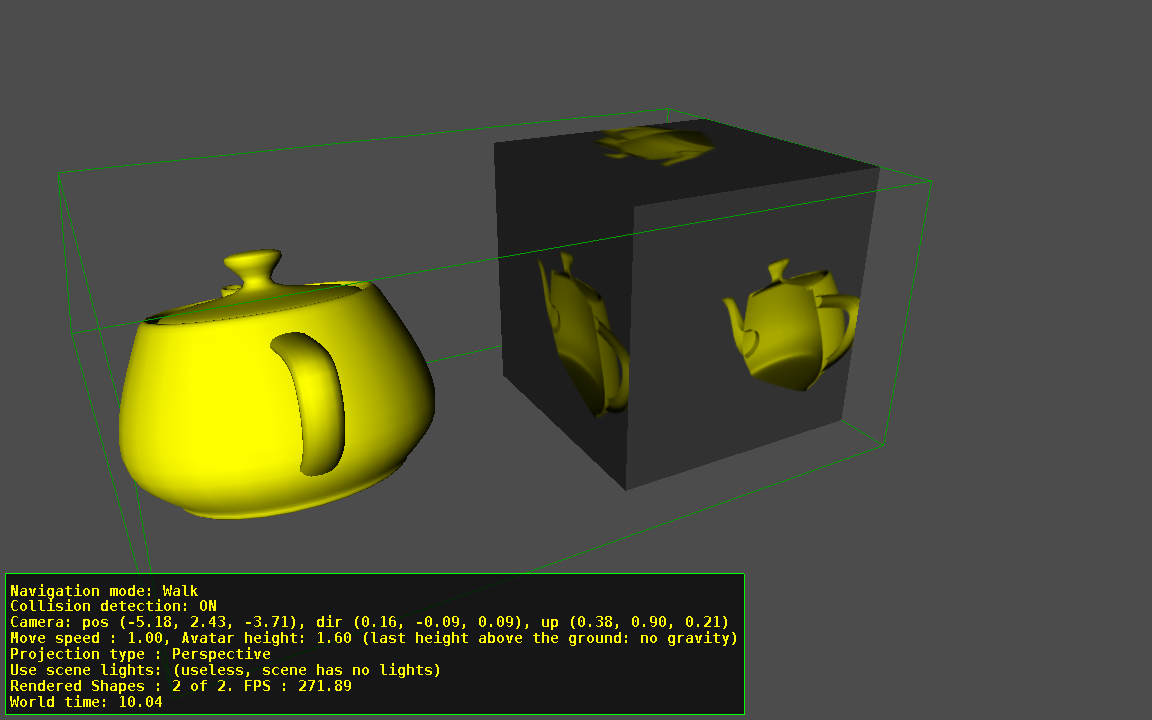 Navigation mode: Walk
Collision detection: ON
Camera: pos (-5.18, 2.43, -3.71), dir (0.16, -0.09, 0.09), up (0.38, 0.90, 0.21)
Move speed : 1.00, Avatar height: 1.60 (last height above the ground: no gravity)
Projection type : Perspective
Use scene lights: (useless, scene has no lights)
Rendered Shapes : 2 of 2. FPS : 271.89
World time: 10.04